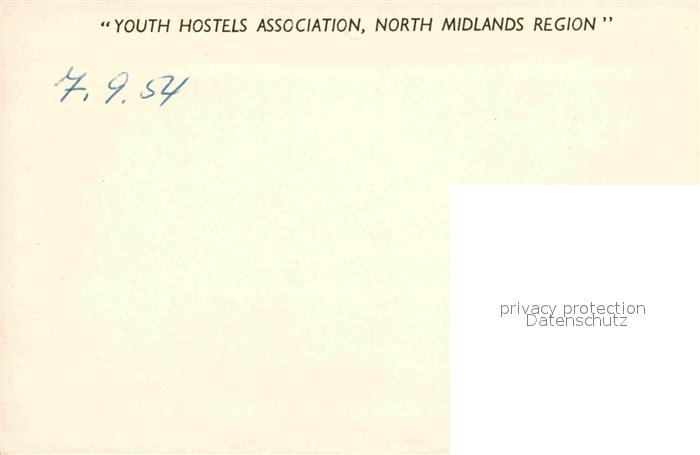 “YOUTH HOSTELS ASSOCIATION, NORTH MIDLANDS REGION”
7. 9. 54
privacy protection
Datenschutz